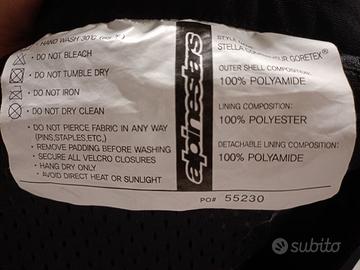 HAND WASH 30°C
• DO NOT BLEACH
• DO NOT TUMBLE DRY
• DO NOT IRON
• DO NOT DRY CLEAN
• DO NOT PIERCE FABRIC IN ANY WAY
(PINS,STAPLES,ETC,)
• REMOVE PADDING BEFORE WASHING
• SECURE ALL VELCRO CLOSURES
• HANG DRY ONLY
• AVOID DIRECT HEAT OR SUNLIGHT
alpinestars
STELLA GORETEX®
OUTER SHELL COMPOSITION:
100% POLYAMIDE
LINING COMPOSITION:
100% POLYESTER
DETACHABLE LINING COMPOSITION:
100% POLYAMIDE
PO# 55230
subito